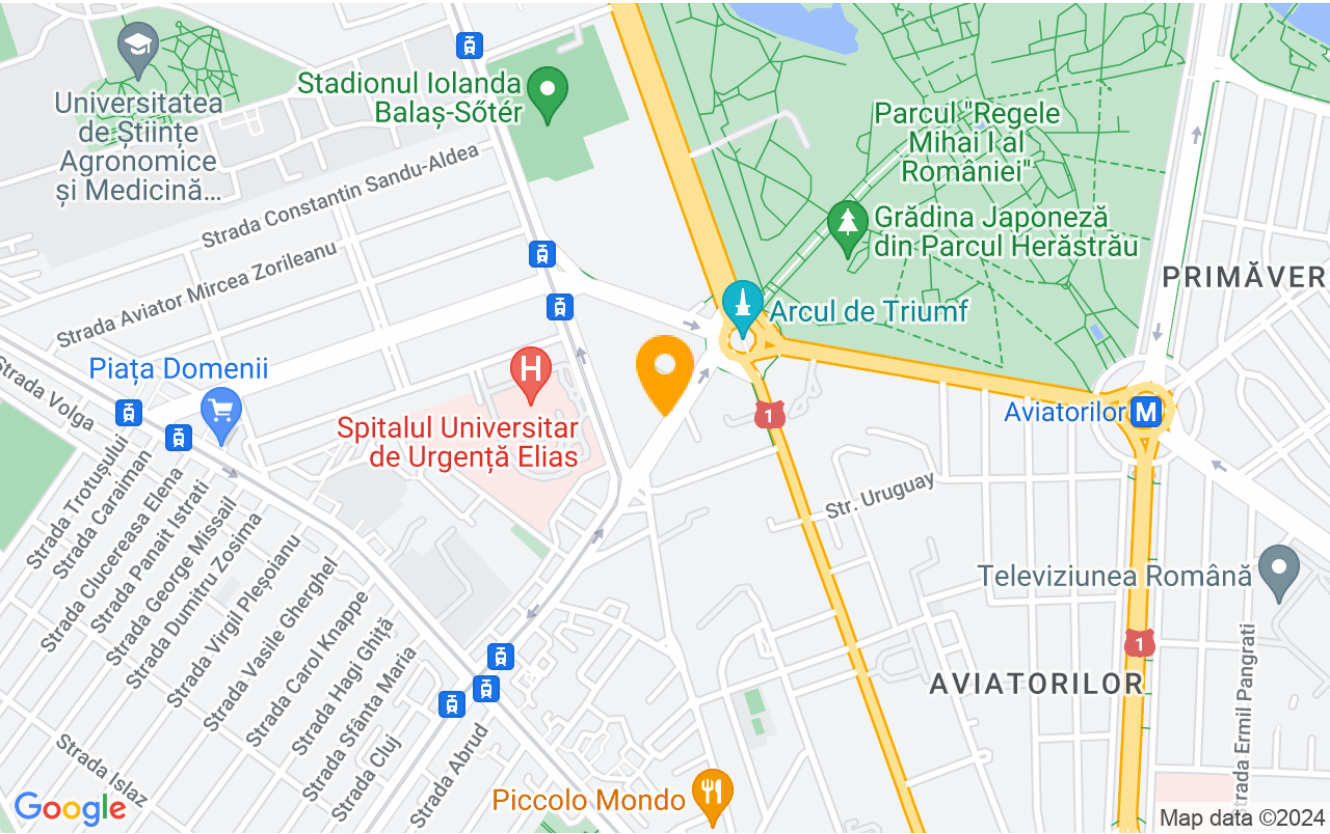 Universitatea
de Științe
Agronomice
și Medicină...
Stadionul Iolanda
Balaș-Sőtér
Parcul "Regele
Mihai I al
României"
Grădina Japoneză
din Parcul Herăstrău
Strada Constantin Sandu-Aldea
Strada Aviator Mircea Zorileanu
PRIMĂVER
Arcul de Triumf
Strada Volga
Piața Domenii
H
Spitalul Universitar
de Urgență Elias
1
Aviatorilor
M
Strada Trotușului
Strada Caraiman
Strada Clucereasa Elena
Strada Panait Istrati
Strada George Missail
Strada Dumitru Zosima
Strada Virgil Pleșoianu
Strada Vasile Gherghel
Strada Carol Knappe
Strada Hagi Ghiță
Strada Sfânta Maria
Strada Cluj
Strada Abrud
Strada Islaz
Str. Uruguay
Televiziunea Română
1
AVIATORILOR
Strada Ermil Pangrati
Piccolo Mondo
Google
Map data ©2024